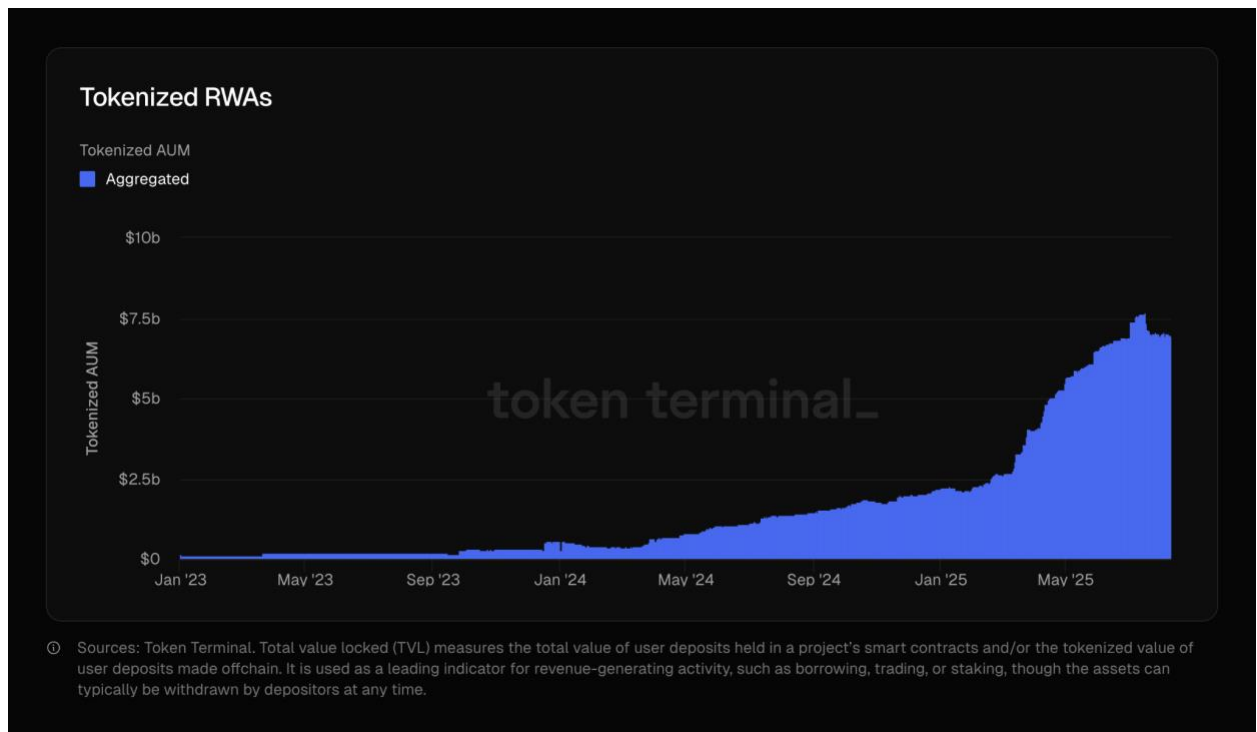 Tokenized RWAs
Tokenized AUM
Aggregated
$10b
$7.5b
$5b
$2.5b
$0
Tokenized AUM
token terminal_
Jan '23
May '23
Sep '23
Jan '24
May '24
Sep '24
Jan '25
May '25
Sources: Token Terminal. Total value locked (TVL) measures the total value of user deposits held in a project's smart contracts and/or the tokenized value of
user deposits made offchain. It is used as a leading indicator for revenue-generating activity, such as borrowing, trading, or staking, though the assets can
typically be withdrawn by depositors at any time.